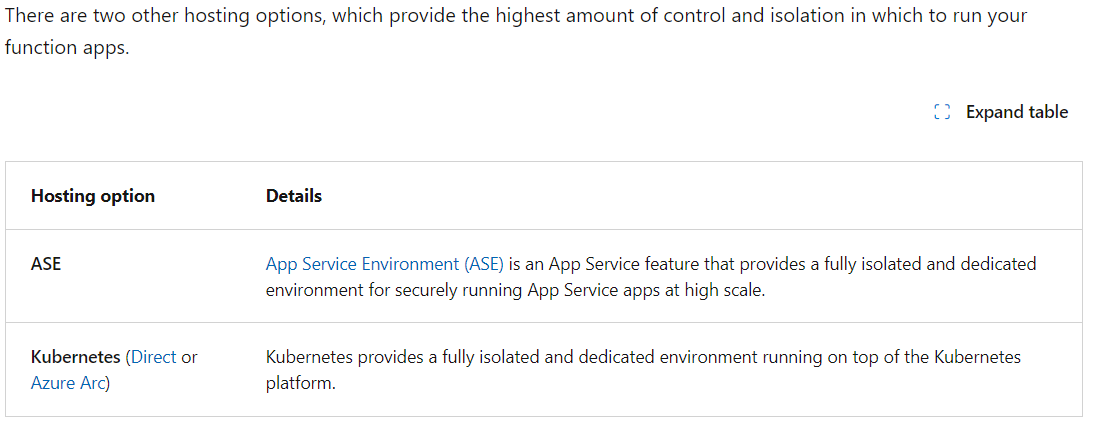 There are two other hosting options, which provide the highest amount of control and isolation in which to run your
function apps.
Expand table
Hosting option Details
ASE App Service Environment (ASE) is an App Service feature that provides a fully isolated and dedicated
environment for securely running App Service apps at high scale.
Kubernetes (Direct or Kubernetes provides a fully isolated and dedicated environment running on top of the Kubernetes
Azure Arc) platform.